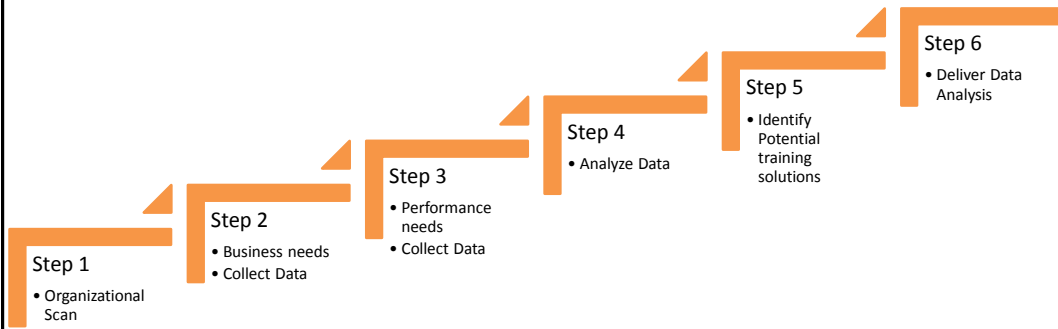 Step 1
• Organizational
Scan
Step 2
• Business needs
• Collect Data
Step 3
• Performance
needs
• Collect Data
Step 4
• Analyze Data
Step 5
• Identify
Potential
training
solutions
Step 6
• Deliver Data
Analysis